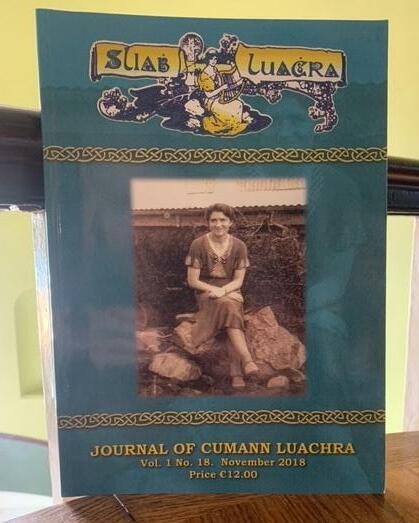 Sliaḃ Luaċra
JOURNAL OF CUMANN LUACHRA
Vol. 1 No. 18. November 2018
Price €12.00